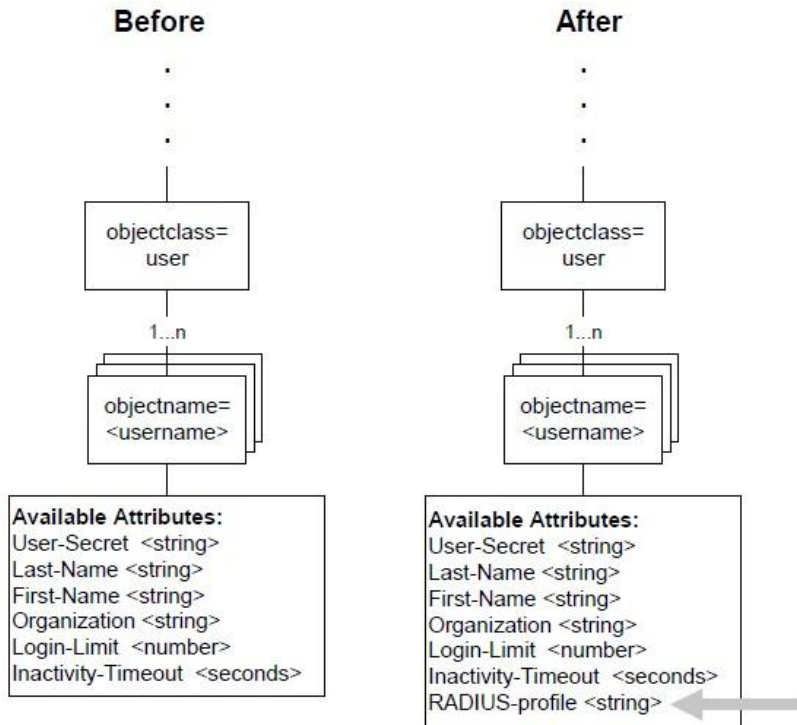 Before
.
.
.
objectclass=
user
1...n
objectname=
<username>
Available Attributes:
User-Secret <string>
Last-Name <string>
First-Name <string>
Organization <string>
Login-Limit <number>
Inactivity-Timeout <seconds>
After
.
.
.
objectclass=
user
1...n
objectname=
<username>
Available Attributes:
User-Secret <string>
Last-Name <string>
First-Name <string>
Organization <string>
Login-Limit <number>
Inactivity-Timeout <seconds>
RADIUS-profile <string>